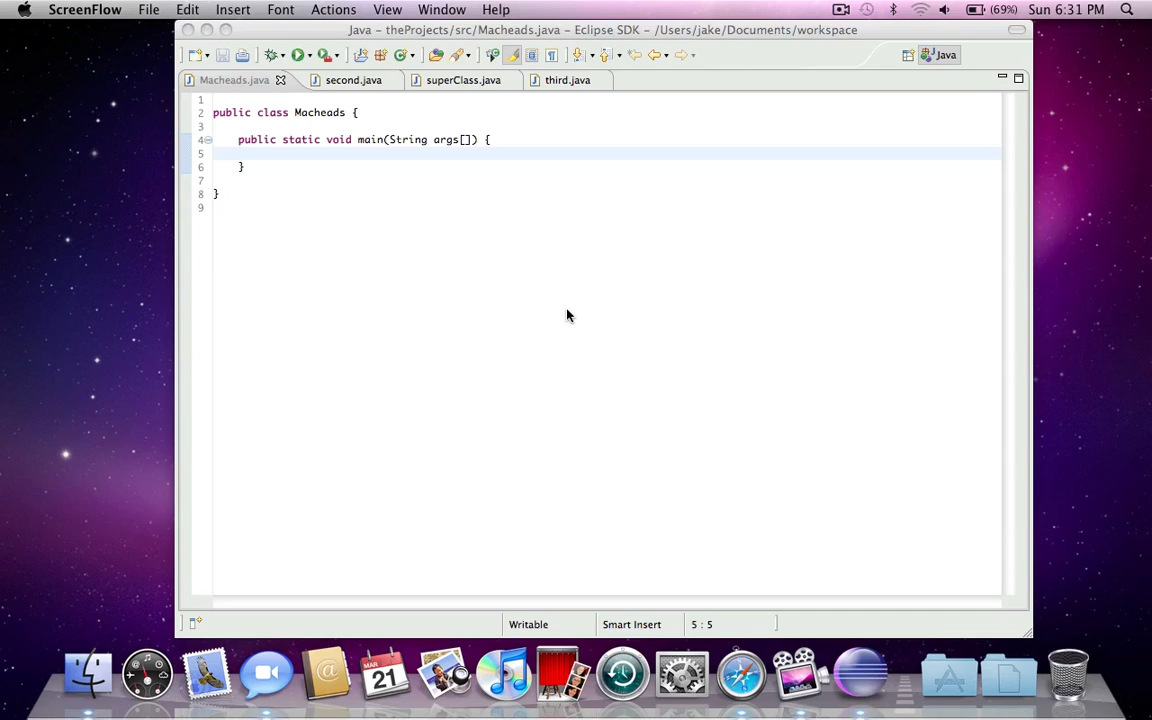 ScreenFlow File Edit Insert Font Actions View Window Help (69%) Sun 6:31 PM
Java – theProjects/src/Macheads.java – Eclipse SDK – /Users/jake/Documents/workspace
Java
Macheads.java second.java superClass.java third.java
1
2 public class Macheads {
3
4 public static void main(String args[]) {
5
6 }
7
8 }
9
Writable Smart Insert 5 : 5
MAR
21